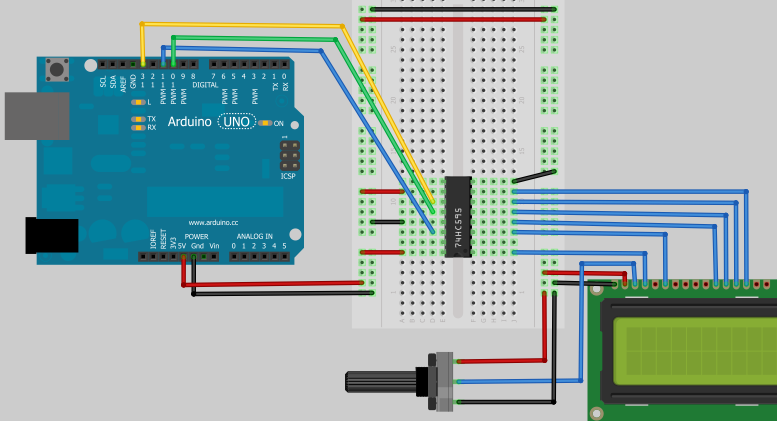 SCL
SDA
AREF
GND
13
12
11
10
9
8
7
6
5
4
3
2
1
0
DIGITAL
PWM
PWM
PWM
PWM
PWM
PWM
TX
RX
L
TX
RX
Arduino UNO
ON
1
ICSP
www.arduino.cc
POWER
ANALOG IN
IOREF
RESET
3V3
5V
Gnd
Vin
0
1
2
3
4
5
74HC595